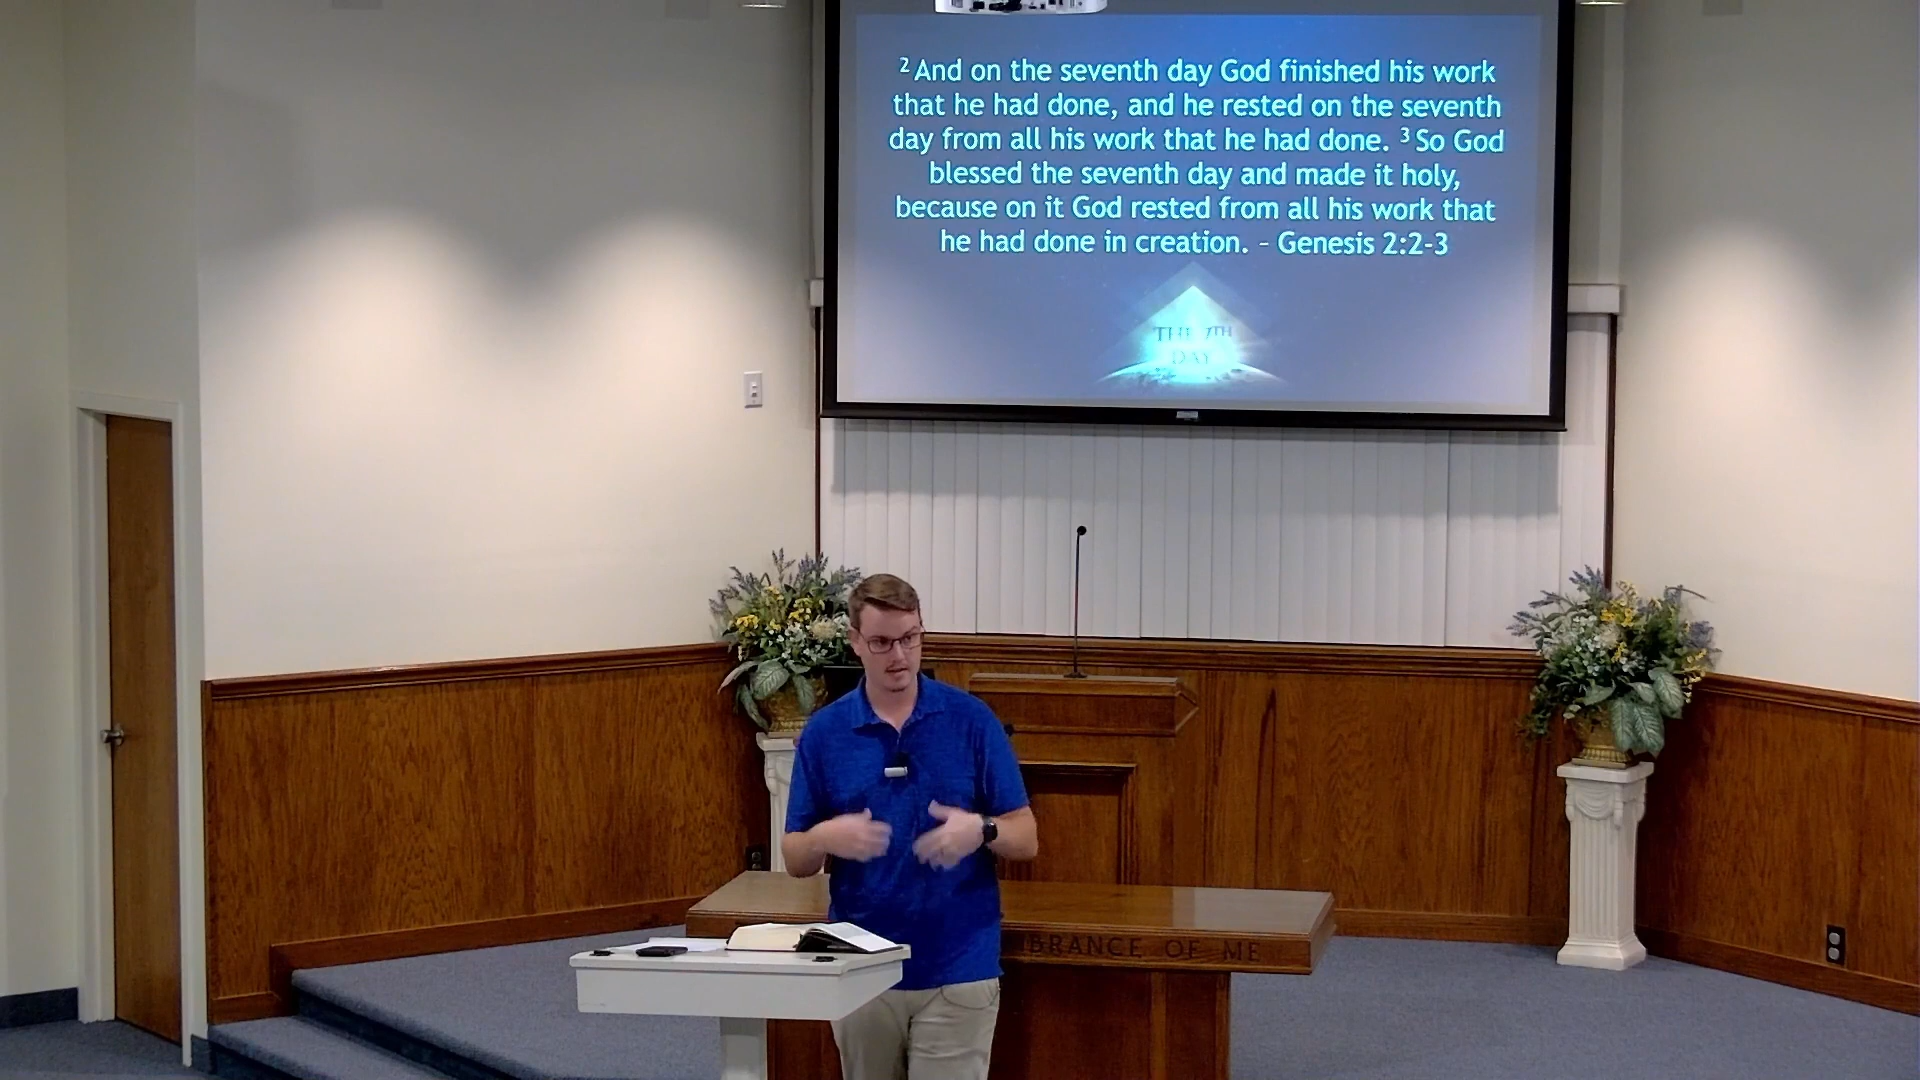 ² And on the seventh day God finished his work
that he had done, and he rested on the seventh
day from all his work that he had done. ³ So God
blessed the seventh day and made it holy,
because on it God rested from all his work that
he had done in creation. – Genesis 2:2-3
THE 7TH
DAY
BRANCE OF ME